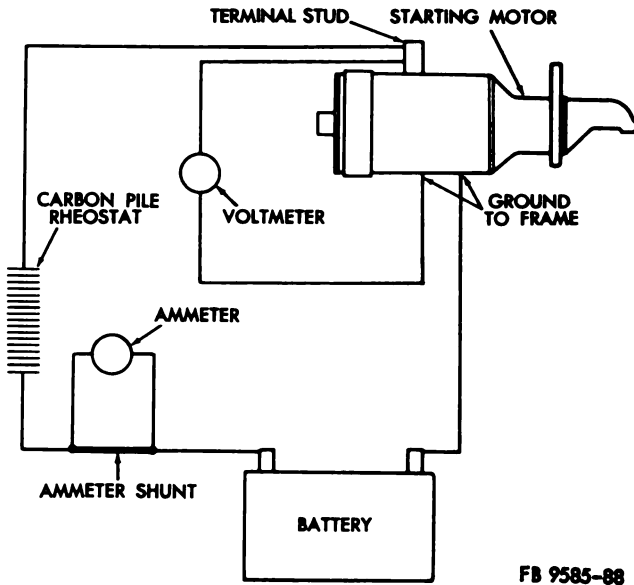 TERMINAL STUD
STARTING MOTOR
CARBON PILE
RHEOSTAT
VOLTMETER
GROUND
TO FRAME
AMMETER
AMMETER SHUNT
BATTERY
FB 9585-88